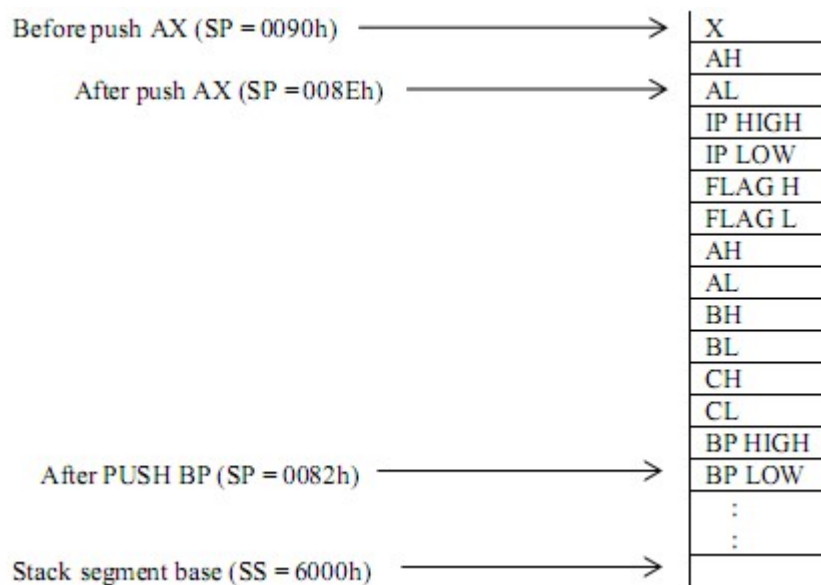 Before push AX (SP = 0090h) X
AH
After push AX (SP =008Eh) AL
IP HIGH
IP LOW
FLAG H
FLAG L
AH
AL
BH
BL
CH
CL
BP HIGH
After PUSH BP (SP = 0082h) BP LOW
:
:
Stack segment base (SS = 6000h)